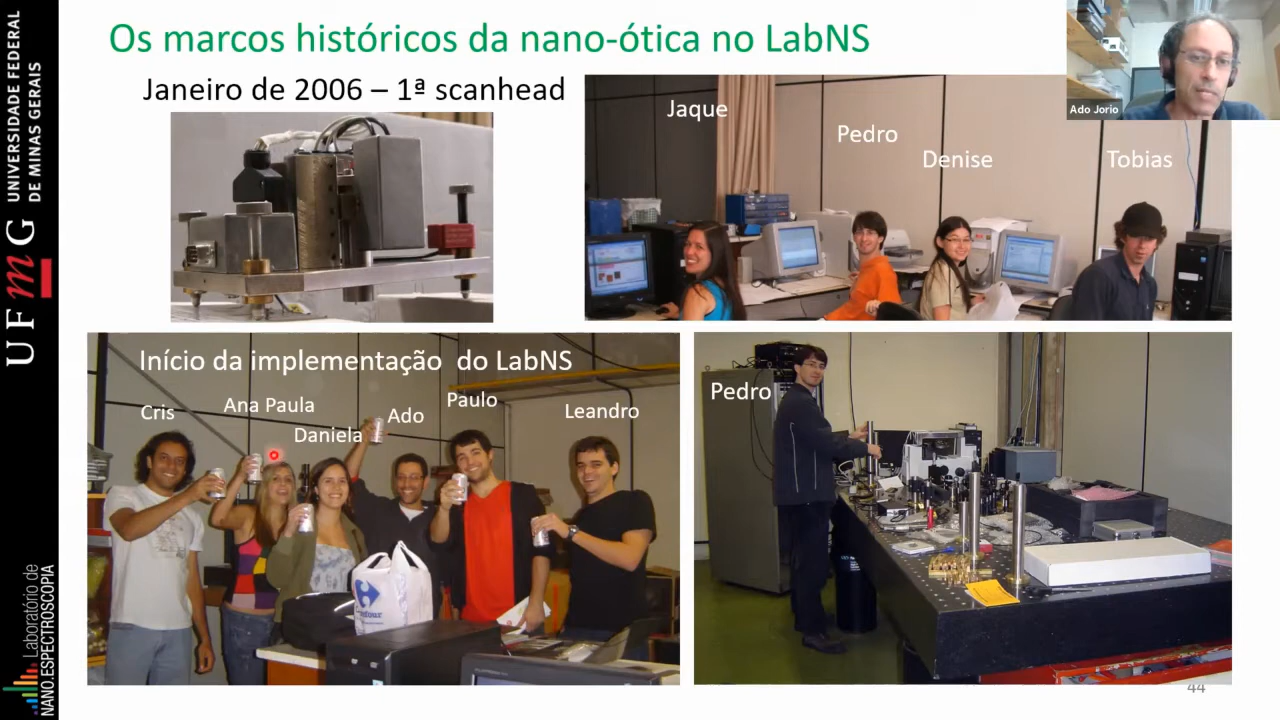 Os marcos históricos da nano-ótica no LabNS
Janeiro de 2006 – 1ª scanhead
Jaque
Pedro
Denise
Tobias
Ado Jorio
Início da implementação do LabNS
Cris
Ana Paula
Daniela
Ado
Paulo
Leandro
Pedro
44
UFmG
UNIVERSIDADE FEDERAL
DE MINAS GERAIS
Laboratório de
NANO.ESPECTROSCOPIA